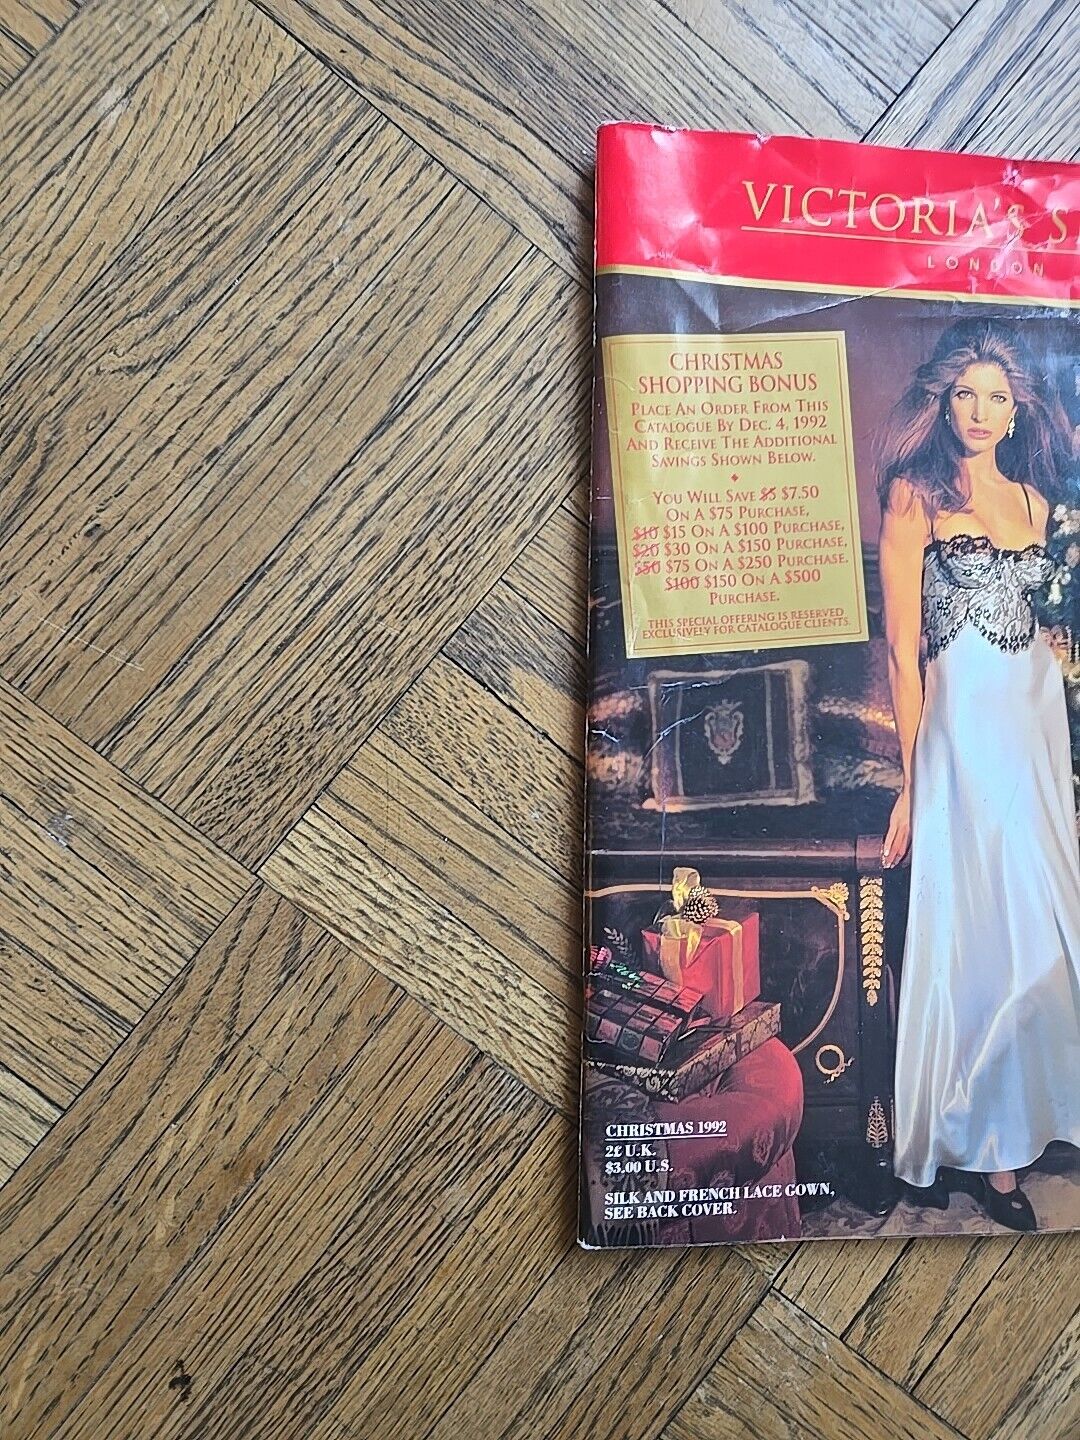 VICTORIA'S S
LONDON
CHRISTMAS
SHOPPING BONUS
PLACE AN ORDER FROM THIS
CATALOGUE BY DEC. 4, 1992
AND RECEIVE THE ADDITIONAL
SAVINGS SHOWN BELOW.
YOU WILL SAVE $5 $7.50
ON A $75 PURCHASE,
$10 $15 ON A $100 PURCHASE,
$20 $30 ON A $150 PURCHASE,
$50 $75 ON A $250 PURCHASE,
$100 $150 ON A $500
PURCHASE.
THIS SPECIAL OFFERING IS RESERVED
EXCLUSIVELY FOR CATALOGUE CLIENTS.
CHRISTMAS 1992
2£ U.K.
$3.00 U.S.
SILK AND FRENCH LACE GOWN,
SEE BACK COVER.